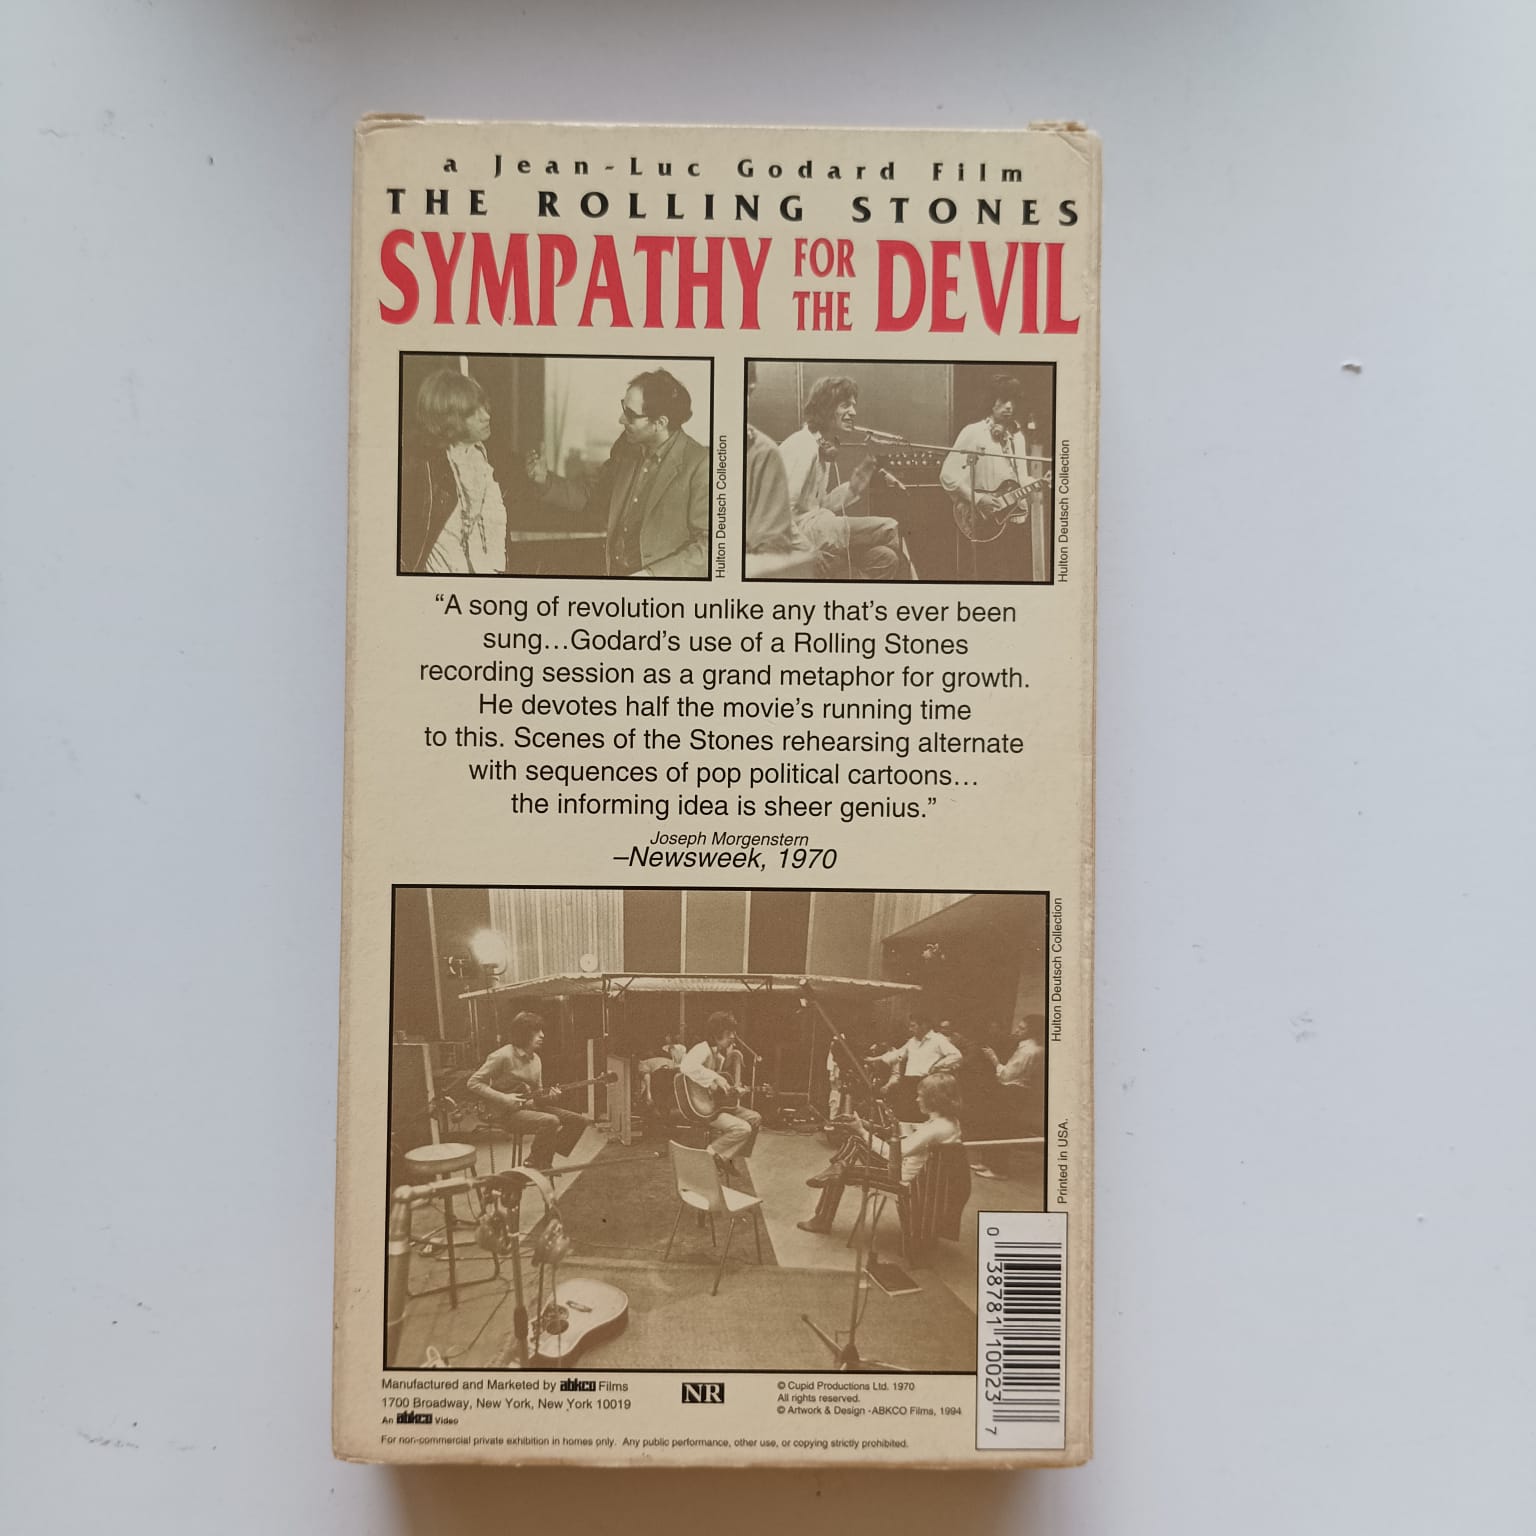 a Jean-Luc Godard Film
THE ROLLING STONES
SYMPATHY FOR THE DEVIL
Hulton Deutsch Collection
Hulton Deutsch Collection
“A song of revolution unlike any that’s ever been
sung…Godard’s use of a Rolling Stones
recording session as a grand metaphor for growth.
He devotes half the movie’s running time
to this. Scenes of the Stones rehearsing alternate
with sequences of pop political cartoons…
the informing idea is sheer genius.”
Joseph Morgenstern
–Newsweek, 1970
Hulton Deutsch Collection
Printed in USA.
0 38781 10023 7
Manufactured and Marketed by abkco Films
1700 Broadway, New York, New York 10019
An abkco Video
NR
© Cupid Productions Ltd. 1970
All rights reserved.
© Artwork & Design -ABKCO Films, 1994
For non-commercial private exhibition in homes only. Any public performance, other use, or copying strictly prohibited.